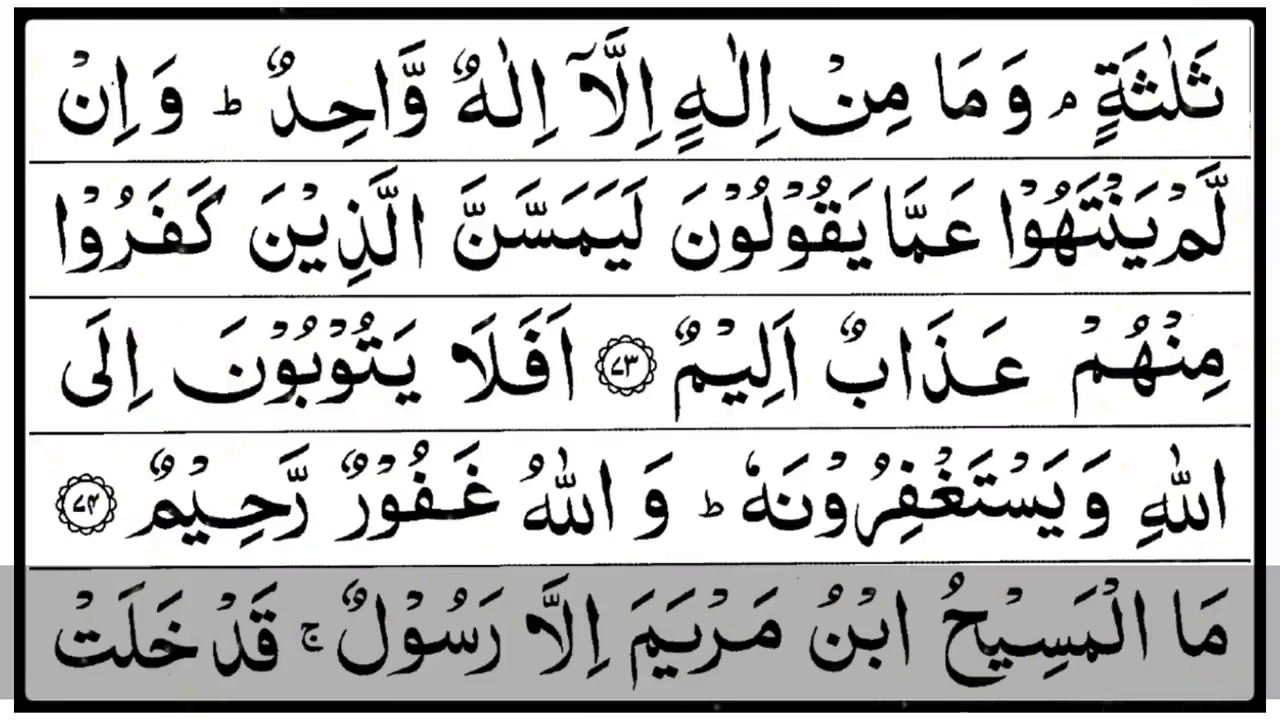 ثَلٰثَةٍ ۘ وَمَا مِنْ اِلٰهٍ اِلَّآ اِلٰهٌ وَّاحِدٌ ؕ وَ اِنْ
لَّمْ يَنْتَهُوْا عَمَّا يَقُوْلُوْنَ لَيَمَسَّنَّ الَّذِيْنَ كَفَرُوْا
مِنْهُمْ عَذَابٌ اَلِيْمٌ ۝۷۳ اَفَلَا يَتُوْبُوْنَ اِلَى
اللّٰهِ وَيَسْتَغْفِرُوْنَهٗ ؕ وَ اللّٰهُ غَفُوْرٌ رَّحِيْمٌ ۝۷۴
مَا الْمَسِيْحُ ابْنُ مَرْيَمَ اِلَّا رَسُوْلٌ ۚ قَدْ خَلَتْ